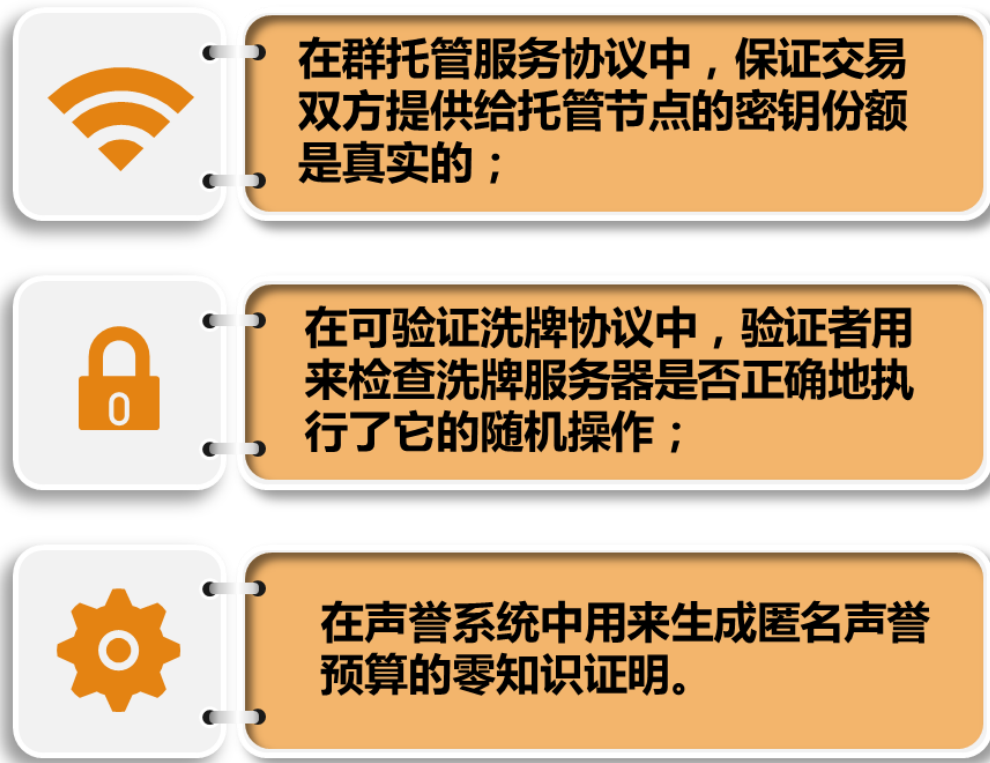 在群托管服务协议中，保证交易
双方提供给托管节点的密钥份额
是真实的；
在可验证洗牌协议中，验证者用
来检查洗牌服务器是否正确地执
行了它的随机操作；
在声誉系统中用来生成匿名声誉
预算的零知识证明。